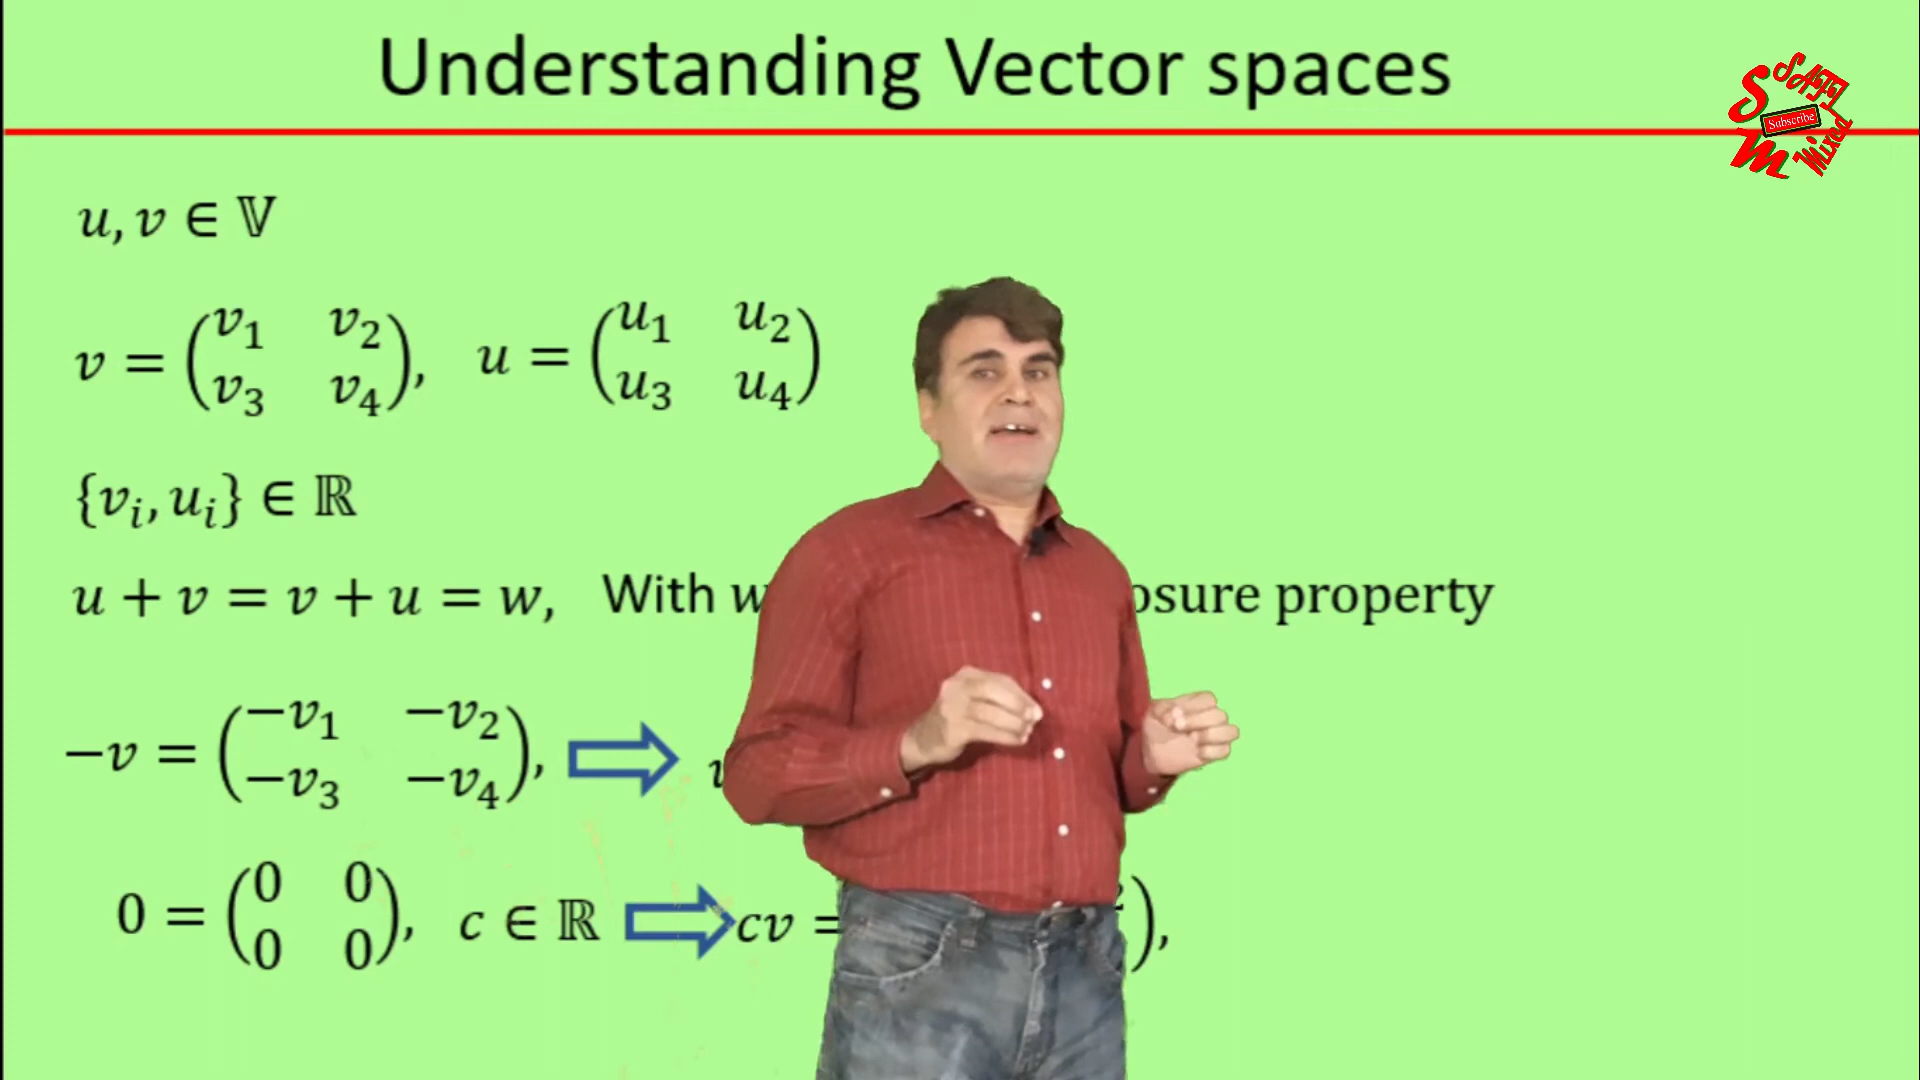 Understanding Vector spaces
S M Subscribe
u, v ∈ 𝕍
v = (v₁ v₂
v₃ v₄), u = (u₁ u₂
u₃ u₄)
{vᵢ, uᵢ} ∈ ℝ
u + v = v + u = w, With w osure property
−v = (−v₁ −v₂
−v₃ −v₄), ⇨
0 = (0 0
0 0), c ∈ ℝ ⇨ cv = ₂),